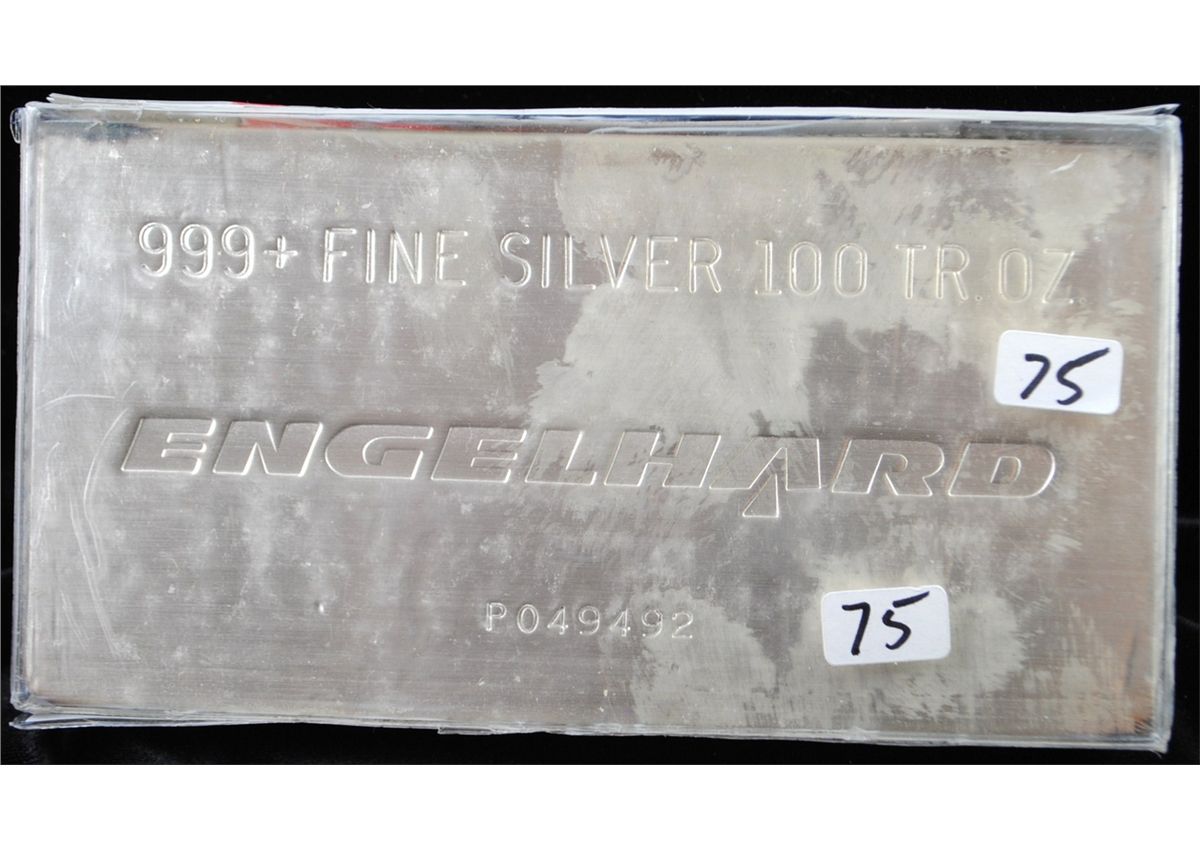 999+ FINE SILVER 100 TR.OZ.
75
ENGELHARD
P049492
75